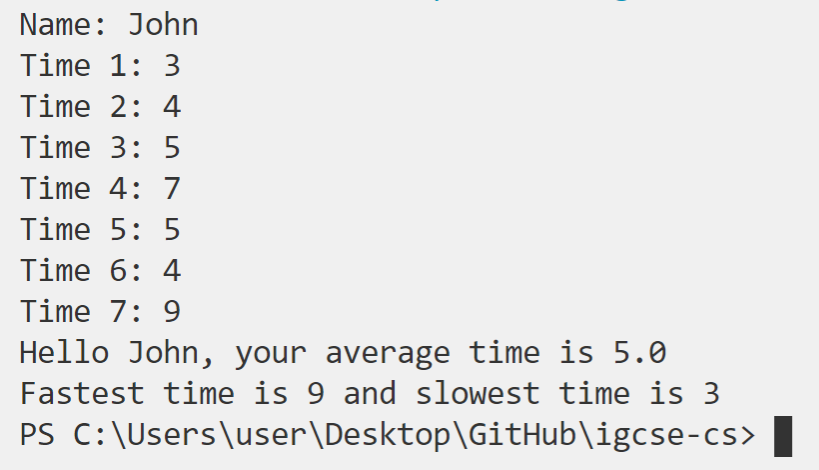 Name: John
Time 1: 3
Time 2: 4
Time 3: 5
Time 4: 7
Time 5: 5
Time 6: 4
Time 7: 9
Hello John, your average time is 5.0
Fastest time is 9 and slowest time is 3
PS C:\Users\user\Desktop\GitHub\igcse-cs>